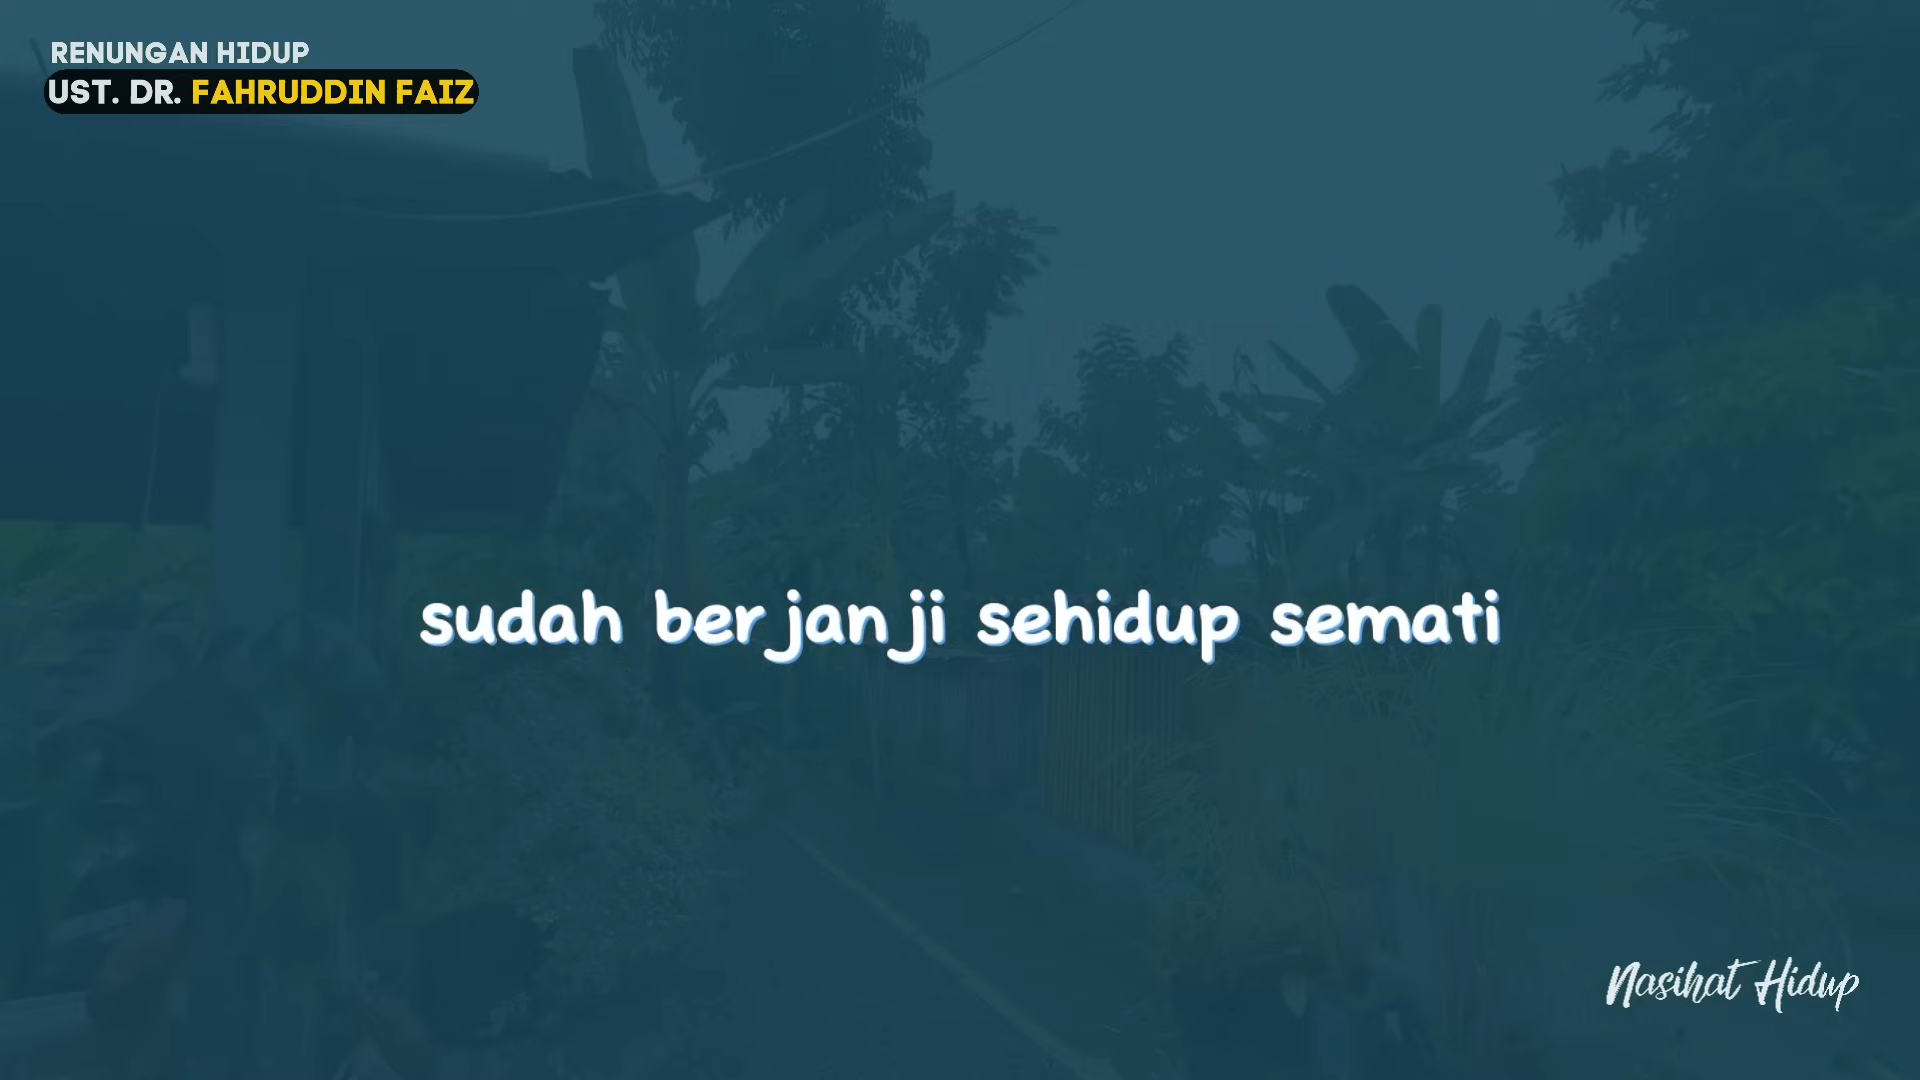 RENUNGAN HIDUP
UST. DR. FAHRUDDIN FAIZ
sudah berjanji sehidup semati
Nasihat Hidup